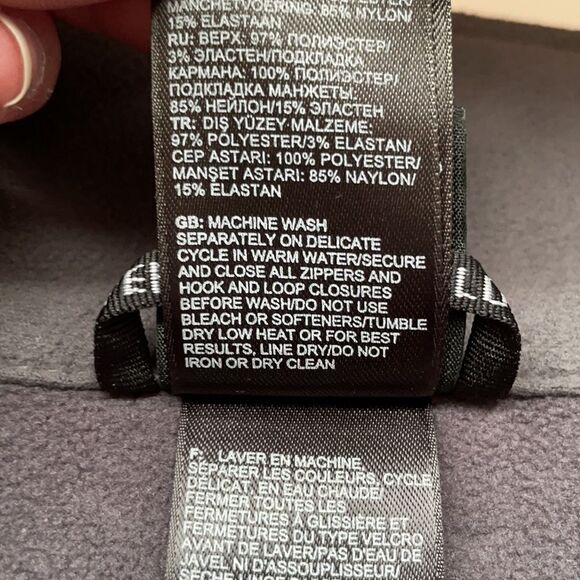 MANCHET/VOERING: 85% NYLON/
15% ELASTAAN
RU: ВЕРХ: 97% ПОЛИЭСТЕР/
3% ЭЛАСТЕН/ПОДКЛАДКА
КАРМАНА: 100% ПОЛИЭСТЕР/
ПОДКЛАДКА МАНЖЕТЫ:
85% НЕЙЛОН/15% ЭЛАСТЕН
TR: DIŞ YÜZEY MALZEME:
97% POLYESTER/3% ELASTAN/
CEP ASTARI: 100% POLYESTER/
MANŞET ASTARI: 85% NAYLON/
15% ELASTAN
GB: MACHINE WASH
SEPARATELY ON DELICATE
CYCLE IN WARM WATER/SECURE
AND CLOSE ALL ZIPPERS AND
HOOK AND LOOP CLOSURES
BEFORE WASH/DO NOT USE
BLEACH OR SOFTENERS/TUMBLE
DRY LOW HEAT OR FOR BEST
RESULTS, LINE DRY/DO NOT
IRON OR DRY CLEAN
F: LAVER EN MACHINE,
SÉPARER LES COULEURS, CYCLE
DÉLICAT, EN EAU CHAUDE/
FERMER TOUTES LES
FERMETURES À GLISSIÈRE ET
FERMETURES DU TYPE VELCRO
AVANT DE LAVER/PAS D'EAU DE
JAVEL NI D'ASSOUPLISSEUR/